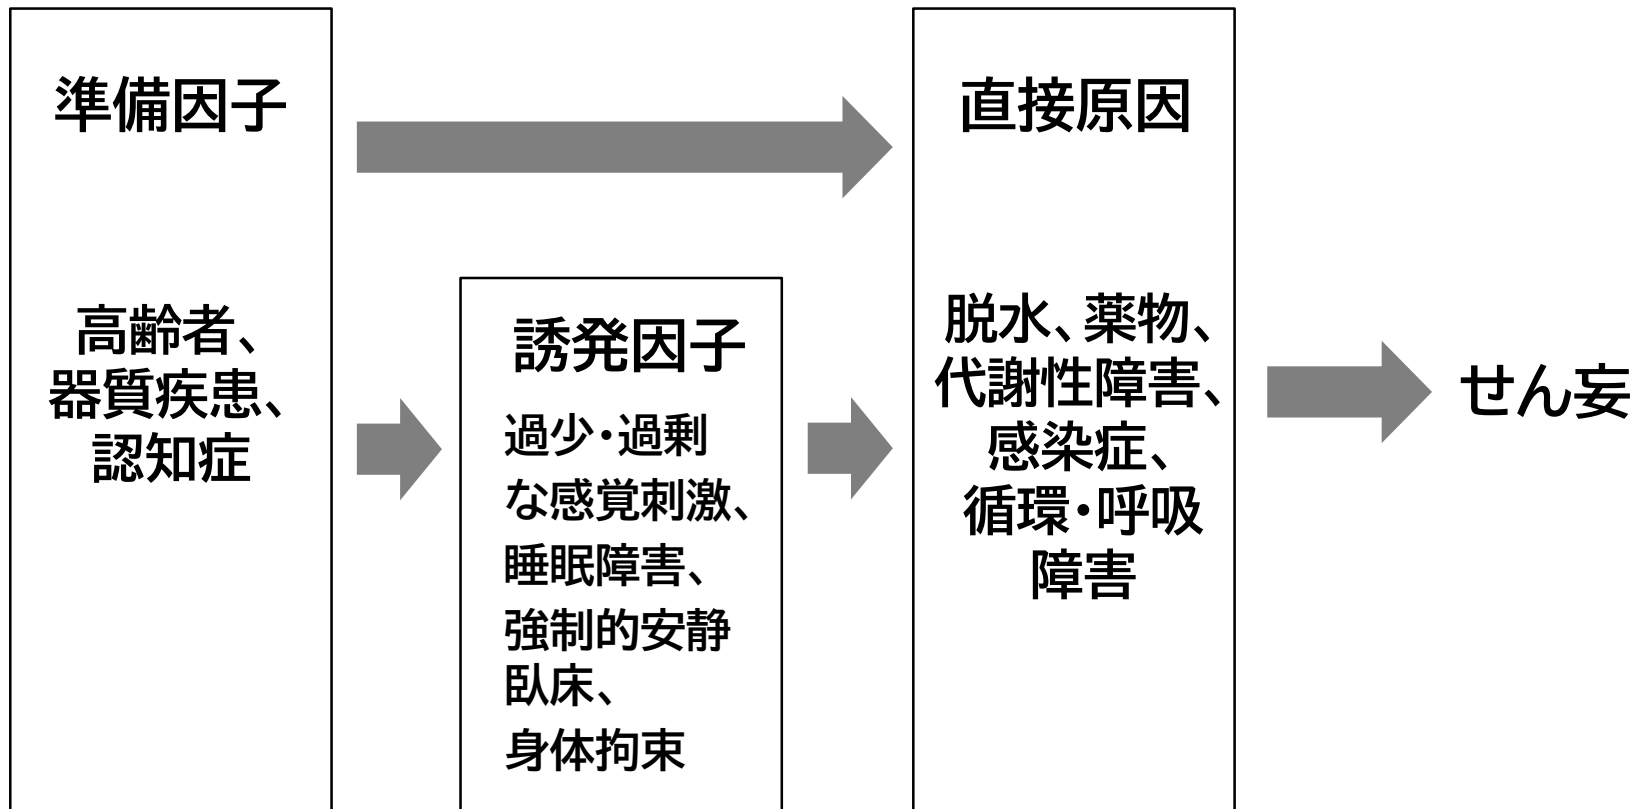 準備因子
高齢者、
器質疾患、
認知症
誘発因子
過少・過剰
な感覚刺激、
睡眠障害、
強制的安静
臥床、
身体拘束
直接原因
脱水、薬物、
代謝性障害、
感染症、
循環・呼吸
障害
せん妄